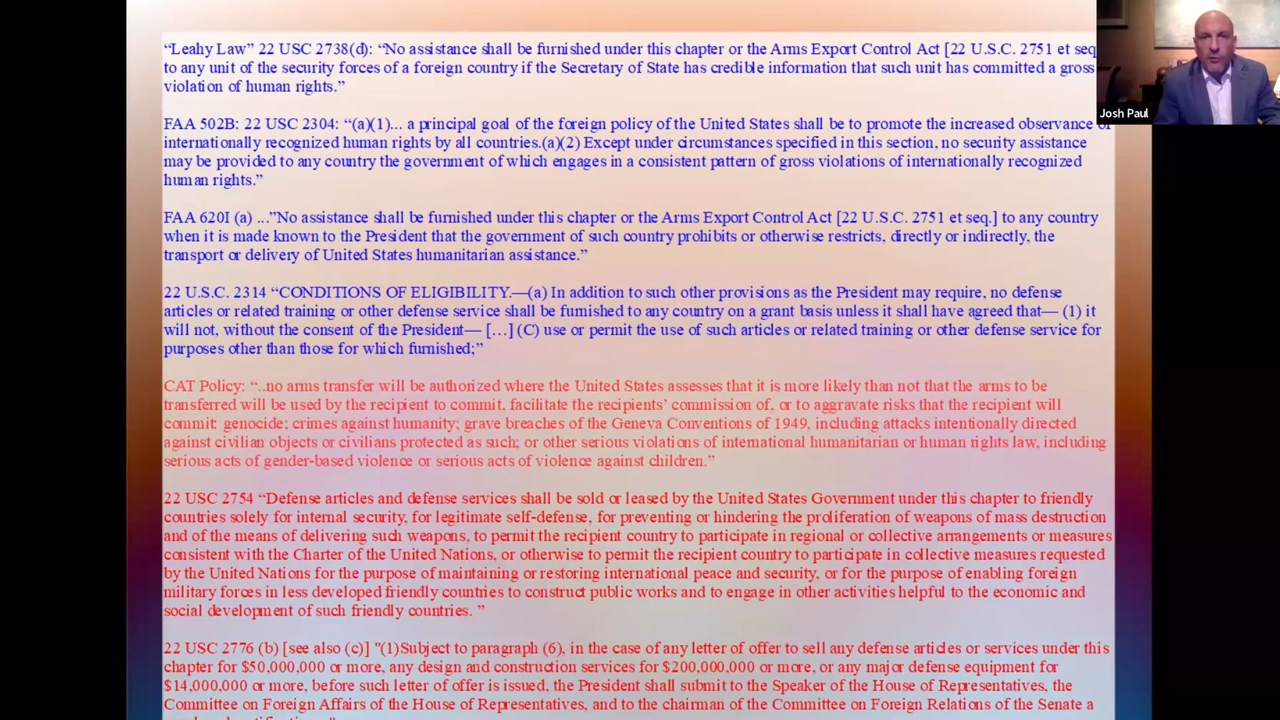 “Leahy Law” 22 USC 2738(d): “No assistance shall be furnished under this chapter or the Arms Export Control Act [22 U.S.C. 2751 et seq
to any unit of the security forces of a foreign country if the Secretary of State has credible information that such unit has committed a gross
violation of human rights.”
Josh Paul
FAA 502B: 22 USC 2304: “(a)(1)... a principal goal of the foreign policy of the United States shall be to promote the increased observance of
internationally recognized human rights by all countries.(a)(2) Except under circumstances specified in this section, no security assistance
may be provided to any country the government of which engages in a consistent pattern of gross violations of internationally recognized
human rights.”
FAA 620I (a) ...”No assistance shall be furnished under this chapter or the Arms Export Control Act [22 U.S.C. 2751 et seq.] to any country
when it is made known to the President that the government of such country prohibits or otherwise restricts, directly or indirectly, the
transport or delivery of United States humanitarian assistance.”
22 U.S.C. 2314 “CONDITIONS OF ELIGIBILITY.—(a) In addition to such other provisions as the President may require, no defense
articles or related training or other defense service shall be furnished to any country on a grant basis unless it shall have agreed that— (1) it
will not, without the consent of the President— […] (C) use or permit the use of such articles or related training or other defense service for
purposes other than those for which furnished;”
CAT Policy: “..no arms transfer will be authorized where the United States assesses that it is more likely than not that the arms to be
transferred will be used by the recipient to commit, facilitate the recipients’ commission of, or to aggravate risks that the recipient will
commit: genocide; crimes against humanity; grave breaches of the Geneva Conventions of 1949, including attacks intentionally directed
against civilian objects or civilians protected as such; or other serious violations of international humanitarian or human rights law, including
serious acts of gender-based violence or serious acts of violence against children.”
22 USC 2754 “Defense articles and defense services shall be sold or leased by the United States Government under this chapter to friendly
countries solely for internal security, for legitimate self-defense, for preventing or hindering the proliferation of weapons of mass destruction
and of the means of delivering such weapons, to permit the recipient country to participate in regional or collective arrangements or measures
consistent with the Charter of the United Nations, or otherwise to permit the recipient country to participate in collective measures requested
by the United Nations for the purpose of maintaining or restoring international peace and security, or for the purpose of enabling foreign
military forces in less developed friendly countries to construct public works and to engage in other activities helpful to the economic and
social development of such friendly countries. ”
22 USC 2776 (b) [see also (c)] "(1)Subject to paragraph (6), in the case of any letter of offer to sell any defense articles or services under this
chapter for $50,000,000 or more, any design and construction services for $200,000,000 or more, or any major defense equipment for
$14,000,000 or more, before such letter of offer is issued, the President shall submit to the Speaker of the House of Representatives, the
Committee on Foreign Affairs of the House of Representatives, and to the chairman of the Committee on Foreign Relations of the Senate a